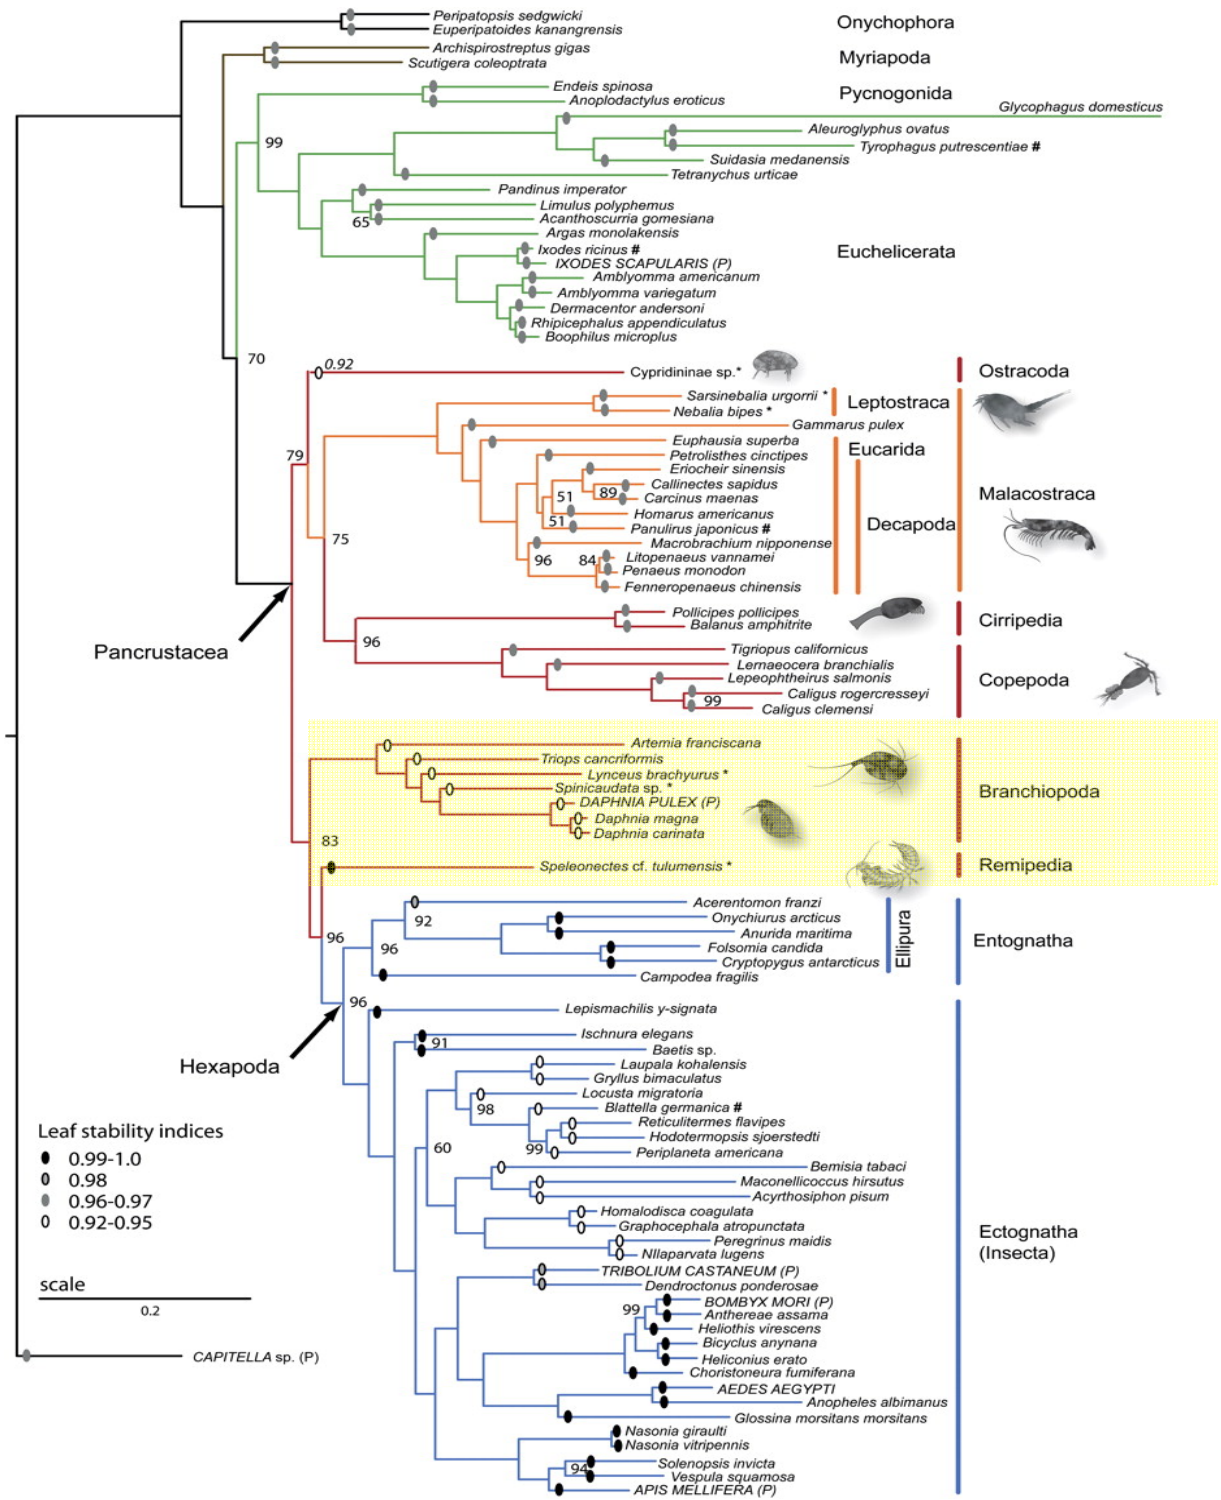 Peripatopsis sedgwicki
Onychophora
Euperipatoides kanangrensis
Archispirostreptus gigas
Myriapoda
Scutigera coleoptrata
Endeis spinosa
Pycnogonida
Anoplodactylus eroticus
Glycophagus domesticus
99
Aleuroglyphus ovatus
Tyrophagus putrescentiae #
Suidasia medanensis
Tetranychus urticae
Pandinus imperator
Limulus polyphemus
65
Acanthoscurria gomesiana
Argas monolakensis
Ixodes ricinus #
Euchelicerata
IXODES SCAPULARIS (P)
Amblyomma americanum
Amblyomma variegatum
Dermacentor andersoni
Rhipicephalus appendiculatus
Boophilus microplus
70
0.92
Cypridininae sp.*
Ostracoda
Sarsinebalia urgorrii *
Leptostraca
Nebalia bipes *
Gammarus pulex
Euphausia superba
Eucarida
79
Petrolisthes cinctipes
Eriocheir sinensis
Callinectes sapidus
51
89
Carcinus maenas
Malacostraca
Homarus americanus
51
Panulirus japonicus #
Decapoda
75
Macrobrachium nipponense
96
84
Litopenaeus vannamei
Penaeus monodon
Fenneropenaeus chinensis
Pollicipes pollicipes
Cirripedia
Balanus amphitrite
Pancrustacea
96
Tigriopus californicus
Lernaeocera branchialis
Lepeophtheirus salmonis
Copepoda
Caligus rogercresseyi
99
Caligus clemensi
Artemia franciscana
Triops cancriformis
Lynceus brachyurus *
Spinicaudata sp. *
Branchiopoda
DAPHNIA PULEX (P)
Daphnia magna
Daphnia carinata
83
Speleonectes cf. tulumensis *
Remipedia
Acerentomon franzi
92
Onychiurus arcticus
Anurida maritima
Ellipura
96
96
Folsomia candida
Entognatha
Cryptopygus antarcticus
Campodea fragilis
96
Lepismachilis y-signata
Ischnura elegans
91
Baetis sp.
Hexapoda
Laupala kohalensis
Gryllus bimaculatus
Locusta migratoria
98
Blattella germanica #
Reticulitermes flavipes
Leaf stability indices
Hodotermopsis sjoerstedti
60
99
Periplaneta americana
0.99-1.0
Bemisia tabaci
0.98
Maconellicoccus hirsutus
0.96-0.97
Acyrthosiphon pisum
0.92-0.95
Homalodisca coagulata
Graphocephala atropunctata
Ectognatha
(Insecta)
Peregrinus maidis
NIlaparvata lugens
TRIBOLIUM CASTANEUM (P)
scale
Dendroctonus ponderosae
0.2
99
BOMBYX MORI (P)
Anthereae assama
Heliothis virescens
Bicyclus anynana
CAPITELLA sp. (P)
Heliconius erato
Choristoneura fumiferana
AEDES AEGYPTI
Anopheles albimanus
Glossina morsitans morsitans
Nasonia giraulti
Nasonia vitripennis
Solenopsis invicta
94
Vespula squamosa
APIS MELLIFERA (P)